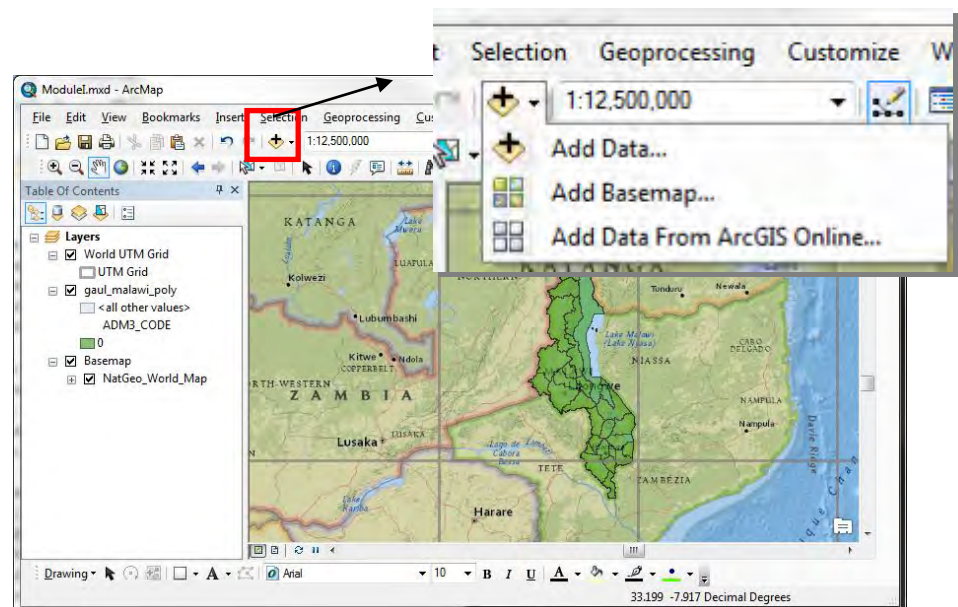 Selection Geoprocessing Customize W
1:12,500,000
Add Data...
Add Basemap...
Add Data From ArcGIS Online...
ModuleI.mxd - ArcMap
File Edit View Bookmarks Insert Selection Geoprocessing Cus
1:12,500,000
Table Of Contents
Layers
World UTM Grid
UTM Grid
gaul_malawi_poly
<all other values>
ADM3_CODE
0
Basemap
NatGeo_World_Map
KATANGA
Lake
Mweru
LUAPULA
Kolwezi
Lubumbashi
Kitwe
Ndola
COPPERBELT
RTH-WESTERN
ZAMBIA
Lusaka
LUSAKA
Lake
Kariba
Harare
Lago de
Cabora
Bassa
TETE
ZAMBEZIA
Tunduru
Newala
Lake Malawi
(Lake Nyasa)
NIASSA
CABO
DELGADO
NAMPULA
Nampula
Davie Ridge
Drawing
A
Arial
10
B I U A
33.199 -7.917 Decimal Degrees